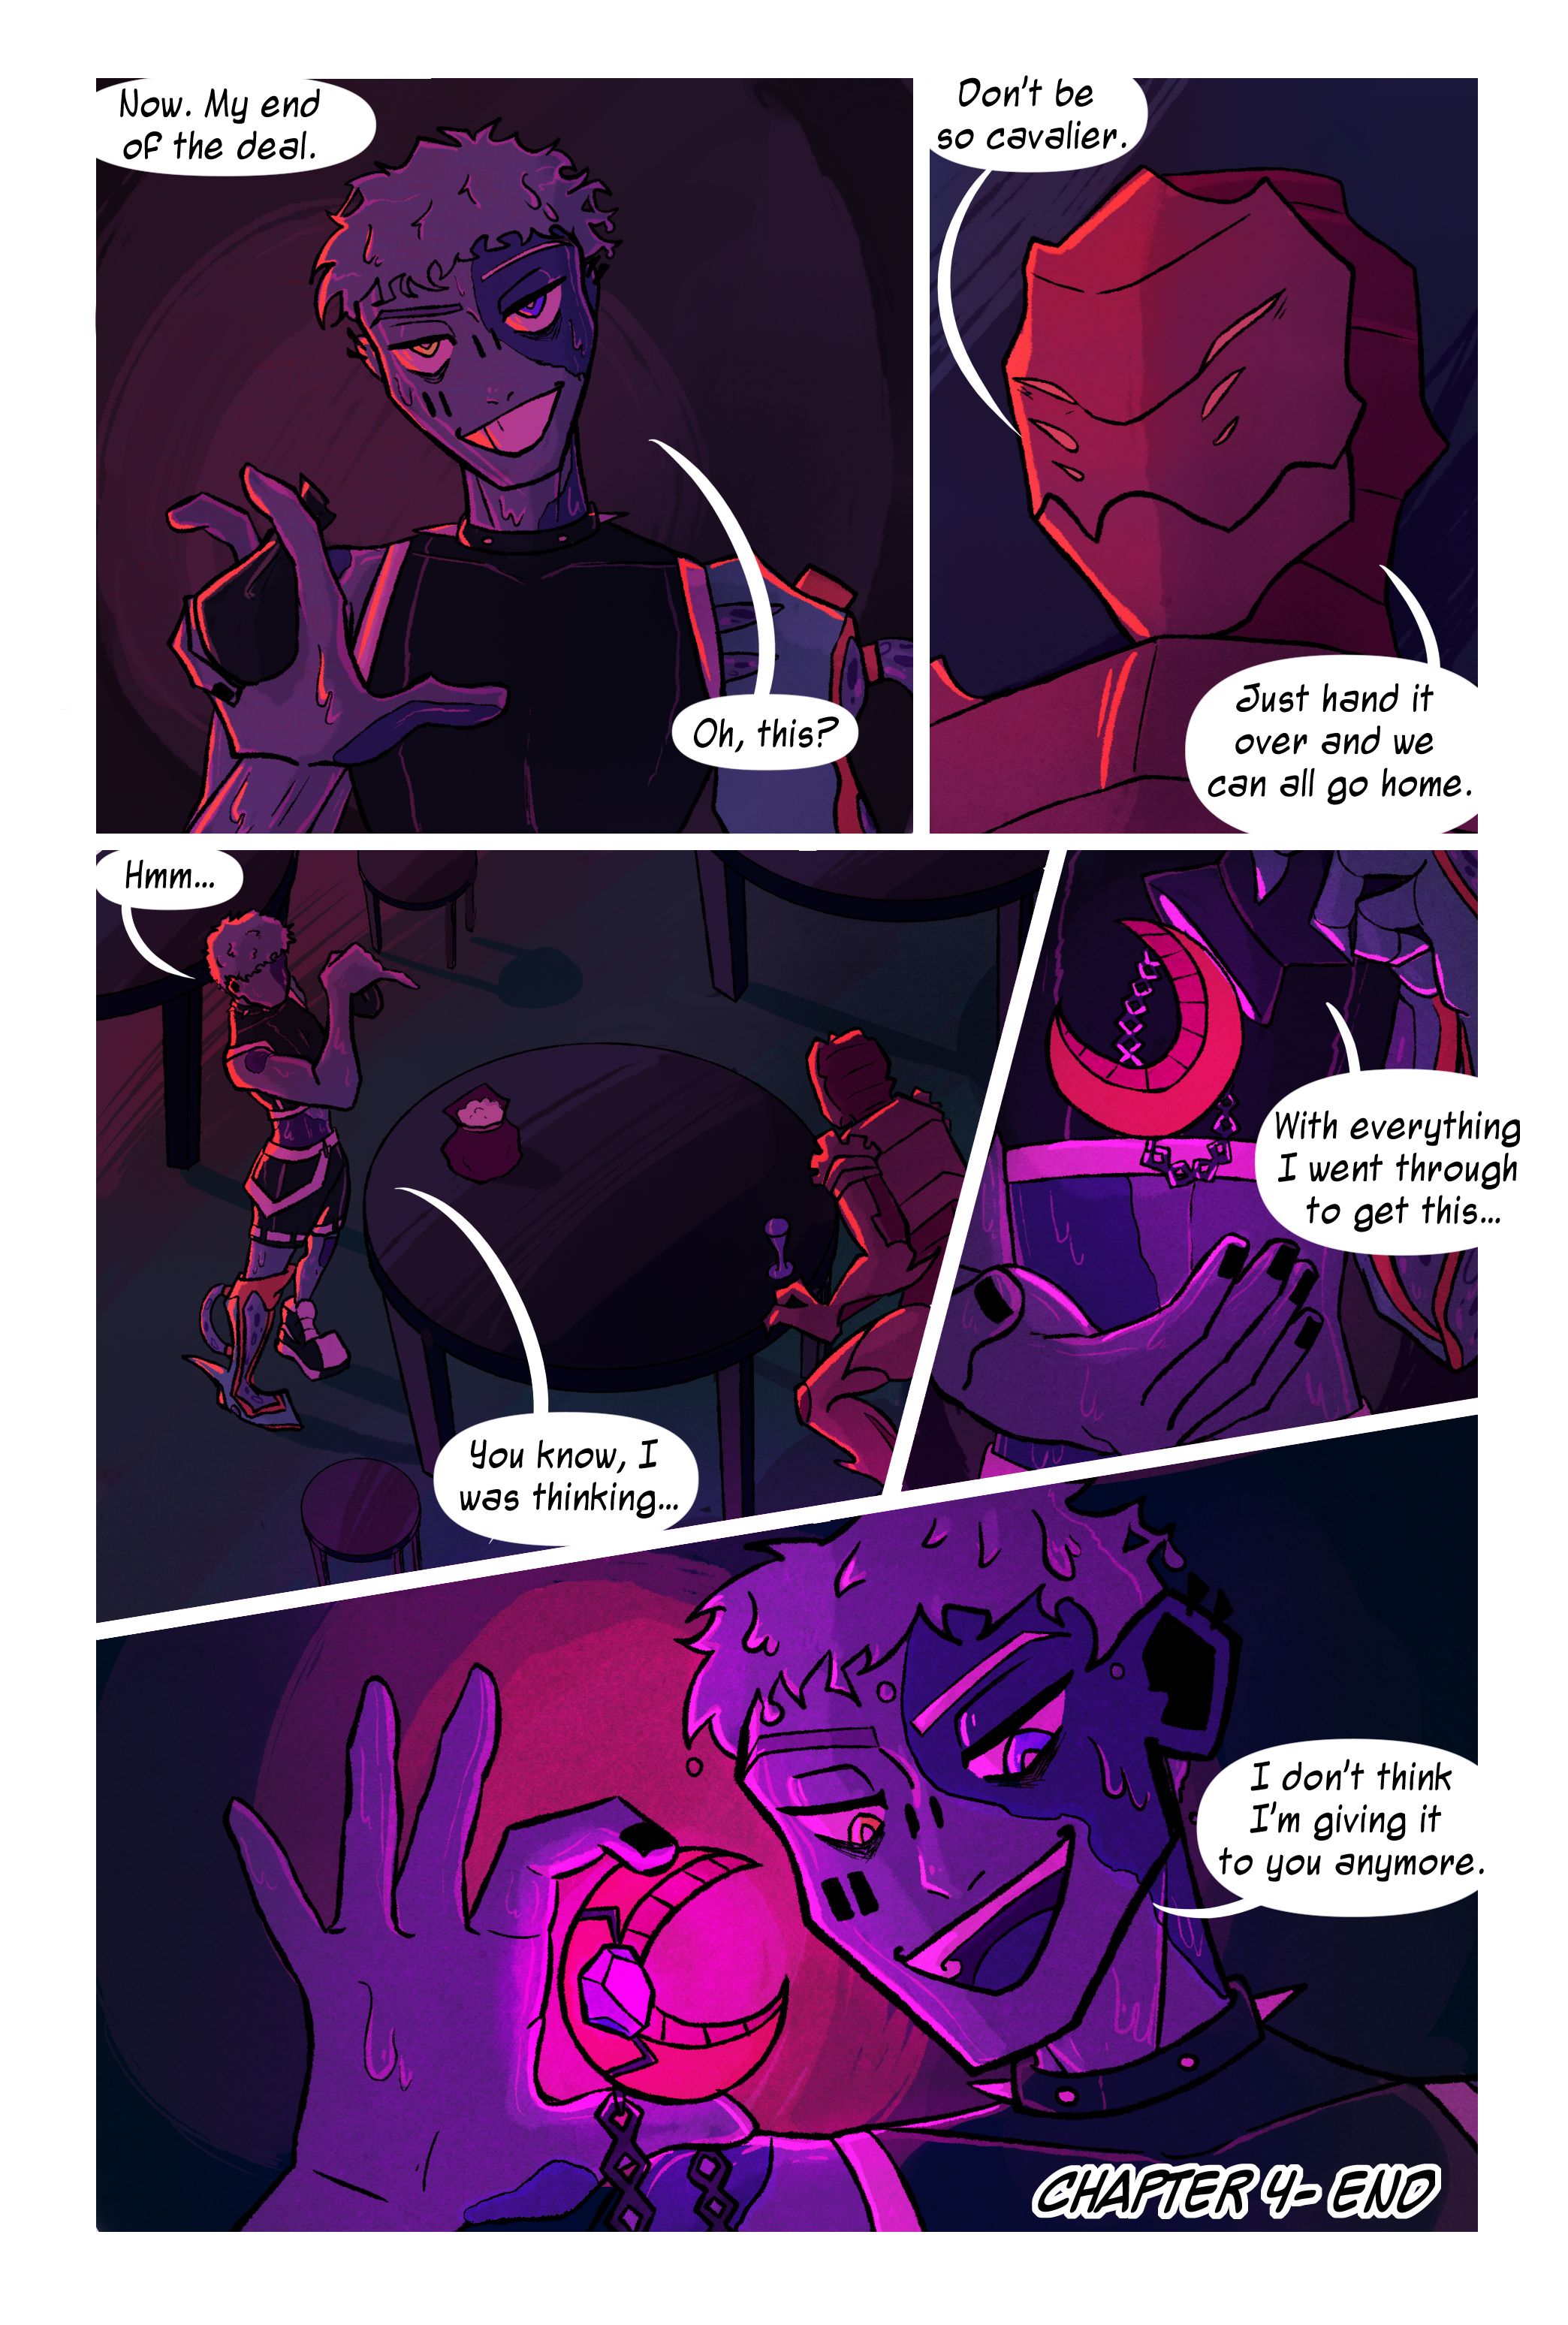 Now. My end
of the deal.
Oh, this?
Don't be
so cavalier.
Just hand it
over and we
can all go home.
Hmm...
You know, I
was thinking...
With everything
I went through
to get this...
I don't think
I'm giving it
to you anymore.
CHAPTER 4- END